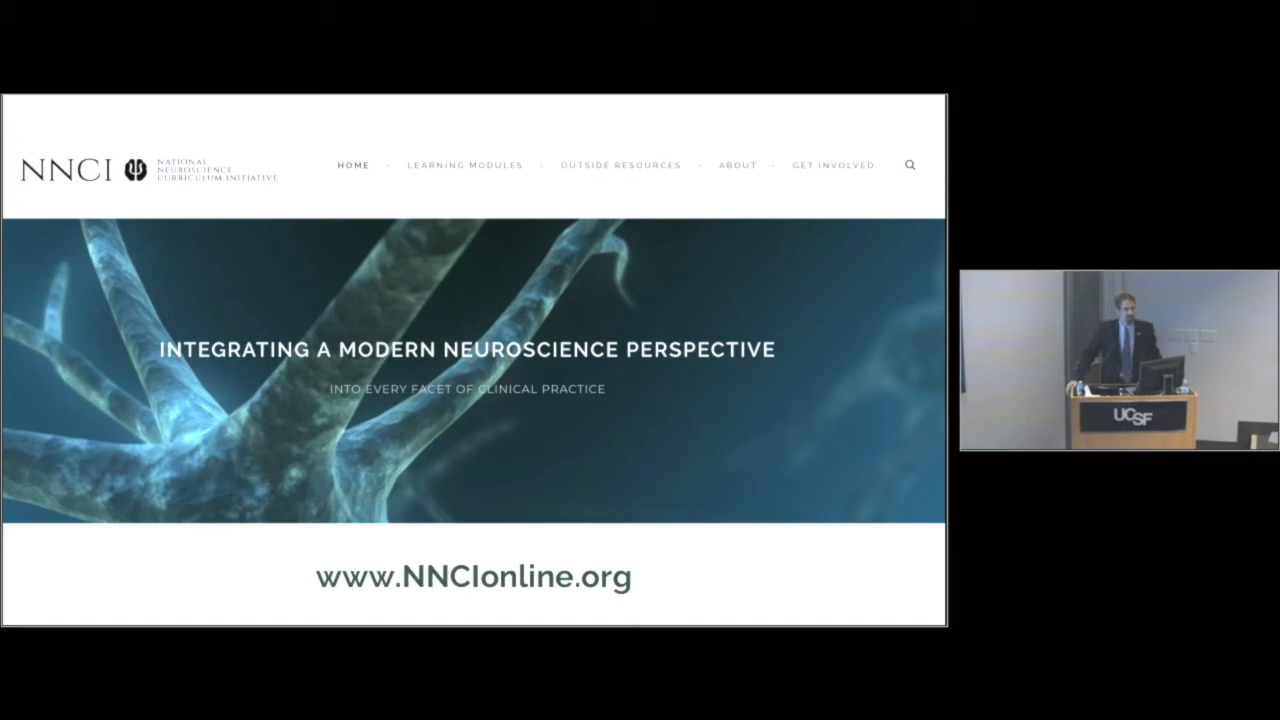 NNCI
NATIONAL
NEUROSCIENCE
CURRICULUM INITIATIVE
HOME - LEARNING MODULES - OUTSIDE RESOURCES - ABOUT - GET INVOLVED
INTEGRATING A MODERN NEUROSCIENCE PERSPECTIVE
INTO EVERY FACET OF CLINICAL PRACTICE
www.NNCIonline.org
UCSF